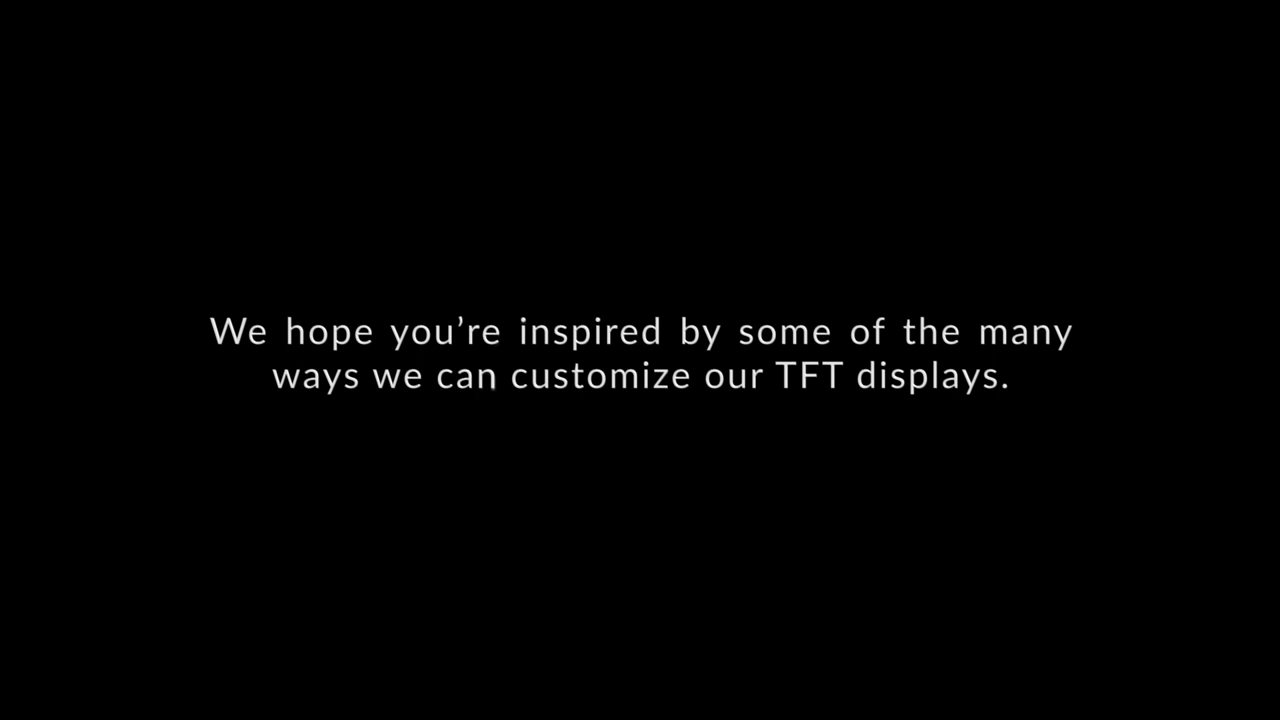 We hope you’re inspired by some of the many
ways we can customize our TFT displays.